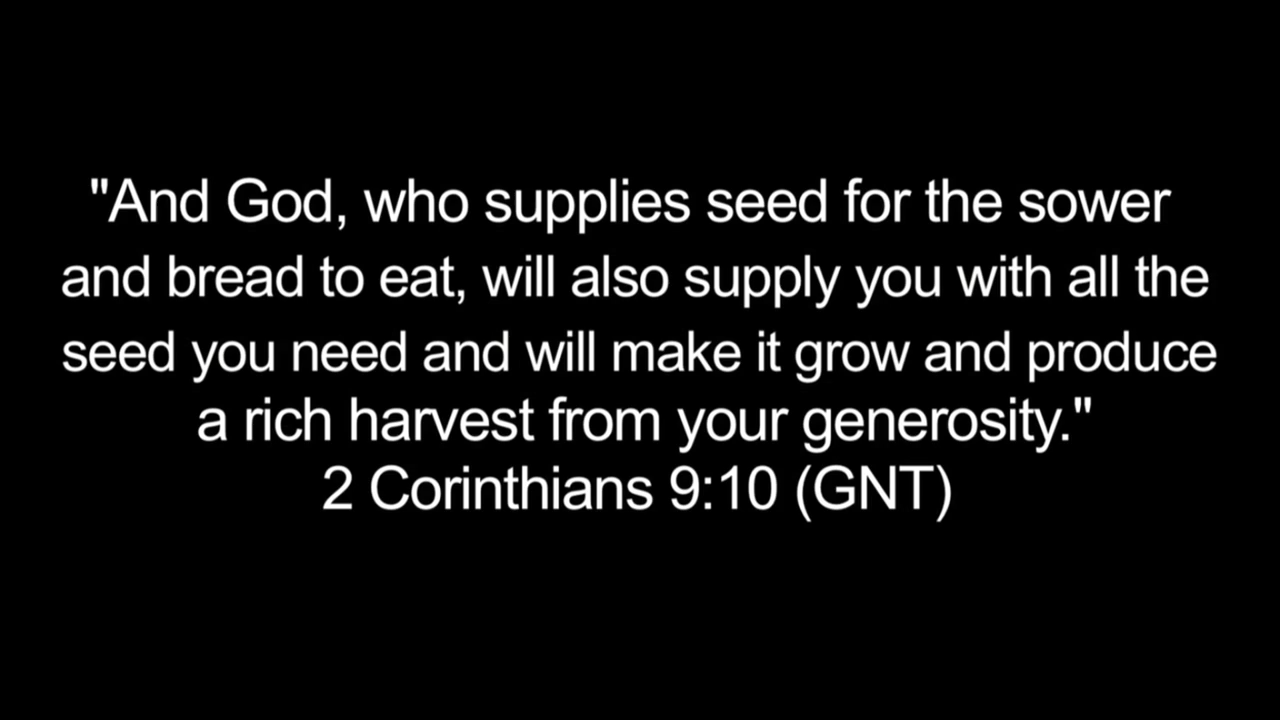 "And God, who supplies seed for the sower
and bread to eat, will also supply you with all the
seed you need and will make it grow and produce
a rich harvest from your generosity."
2 Corinthians 9:10 (GNT)